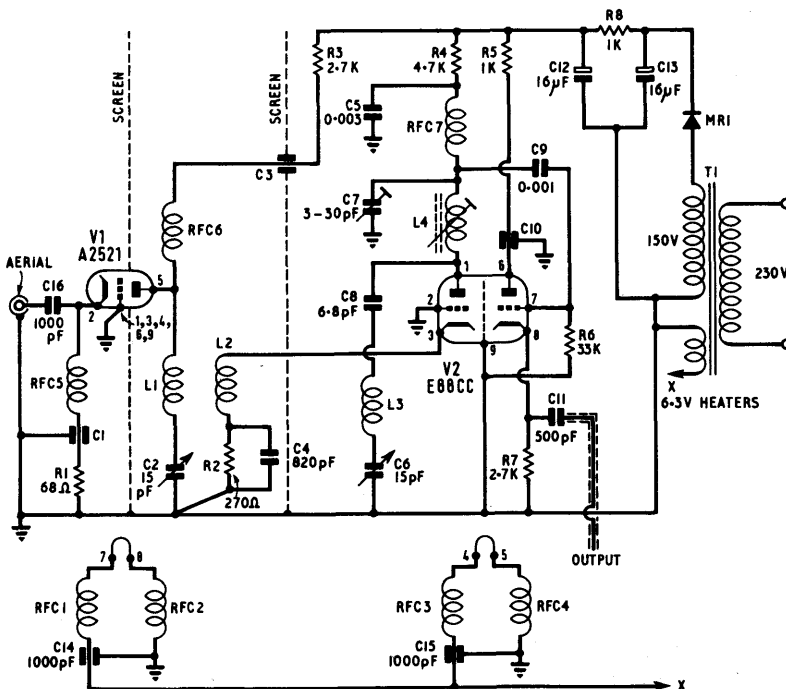 SCREEN
SCREEN
R3
2·7K
R4
4·7K
R5
1K
R8
1K
C12
16µF
C13
16µF
MR1
C5
0·003
RFC7
C9
0·001
C3
C7
3-30pF
L4
C10
T1
150V
230V
V1
A2521
RFC6
AERIAL
C16
1000
pF
2
5
1,3,4,
6,9
C8
6·8pF
1
6
2
7
3
8
9
R6
33K
V2
E88CC
X
6·3V HEATERS
RFC5
L1
L2
L3
C1
C2
15
pF
R2
270Ω
C4
820pF
C6
15pF
C11
500pF
R7
2·7K
R1
68Ω
OUTPUT
7
8
RFC1
RFC2
C14
1000pF
4
5
RFC3
RFC4
C15
1000pF
X